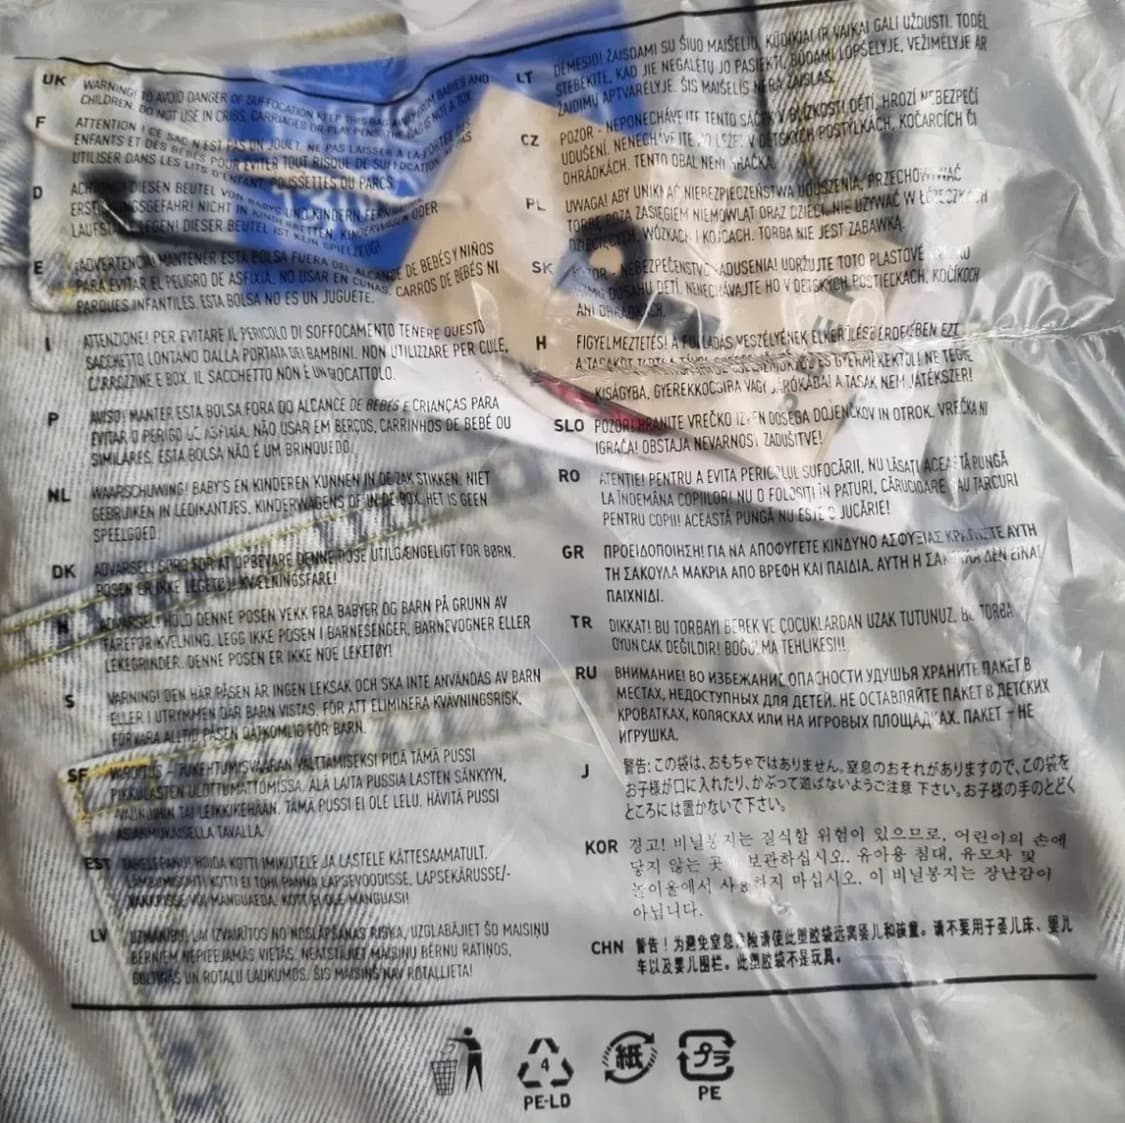 UK WARNING! TO AVOID DANGER OF SUFFOCATION KEEP THIS BAG AWAY FROM BABIES AND
CHILDREN. DO NOT USE IN CRIBS, CARRIAGES OR PLAY PENS. THIS BAG IS NOT A TOY.
F ATTENTION ! CE SAC N'EST PAS UN JOUET. NE PAS LAISSER A LA PORTEE DES
ENFANTS ET DES BEBES POUR EVITER TOUT RISQUE DE SUFFOCATION. NE PAS
UTILISER DANS LES LITS D'ENFANT, POUSSETTES OU PARCS.
D DIESEN BEUTEL VON BABYS UND KINDERN FERNHALTEN ODER
NICHT IN KINDERBETTEN, KINDERWAGEN ODER
DIESER BEUTEL IST KEIN SPIELZEUG!
E ¡ADVERTENCIA! MANTENER ESTA BOLSA FUERA DEL ALCANCE DE BEBÉS Y NIÑOS
PARA EVITAR EL PELIGRO DE ASFIXIA. NO USAR EN CUNAS, CARROS DE BEBÉS NI
PARQUES INFANTILES. ESTA BOLSA NO ES UN JUGUETE.
I ATTENZIONE! PER EVITARE IL PERICOLO DI SOFFOCAMENTO TENERE QUESTO
SACCHETTO LONTANO DALLA PORTATA DEI BAMBINI. NON UTILIZZARE PER CULE,
CARROZZINE E BOX. IL SACCHETTO NON È UN GIOCATTOLO.
P AVISO! MANTER ESTA BOLSA FORA DO ALCANCE DE BEBÉS E CRIANÇAS PARA
EVITAR O PERIGO DE ASFIXIA. NÃO USAR EM BERÇOS, CARRINHOS DE BEBÉ OU
SIMILARES. ESTA BOLSA NÃO É UM BRINQUEDO.
NL WAARSCHUWING! BABY'S EN KINDEREN KUNNEN IN DE ZAK STIKKEN. NIET
GEBRUIKEN IN LEDIKANTJES, KINDERWAGENS OF IN DE BOX. HET IS GEEN
SPEELGOED.
DK ADVARSEL! SØRG FOR AT OPBEVARE DENNE POSE UTILGÆNGELIGT FOR BØRN.
POSEN ER IKKE LEGETØJ! KVÆLNINGSFARE!
N ADVARSEL! HOLD DENNE POSEN VEKK FRA BABYER OG BARN PÅ GRUNN AV
FARE FOR KVELNING. LEGG IKKE POSEN I BARNESENGER, BARNEVOGNER ELLER
LEKEGRINDER. DENNE POSEN ER IKKE NOE LEKETØY!
S VARNING! DEN HÄR PÅSEN ÄR INGEN LEKSAK OCH SKA INTE ANVÄNDAS AV BARN
ELLER I UTRYMMEN DÄR BARN VISTAS. FÖR ATT ELIMINERA KVÄVNINGSRISK,
FÖRVARA ALLTID PÅSEN OÅTKOMLIG FÖR BARN.
SF VAROITUS - TUKEHTUMISVAARAN VÄLTTÄMISEKSI PIDÄ TÄMÄ PUSSI
PIKKULASTEN ULOTTUMATTOMISSA. ÄLÄ LAITA PUSSIA LASTEN SÄNKYYN,
VAUNUIHIN TAI LEIKKIKEHÄÄN. TÄMÄ PUSSI EI OLE LELU. HÄVITÄ PUSSI
ASIANMUKAISELLA TAVALLA.
EST TÄHELEPANU! HOIDA KOTTI IMIKUTELE JA LASTELE KÄTTESAAMATULT.
KOTTI EI TOHI PANNA LAPSEVOODISSE, LAPSEKÄRUSSE/-
VANKRISSE VÕI MÄNGUAEDA. KOTT EI OLE MÄNGUASI!
LV UZMANĪBU! LAI IZVAIRĪTOS NO NOSLĀPŠANAS RISKA, UZGLABĀJIET ŠO MAISIŅU
BĒRNIEM NEPIEEJAMĀS VIETĀS. NEATSTĀJIET MAISIŅU BĒRNU RATIŅOS,
GULTIŅĀS UN ROTAĻU LAUKUMOS. ŠIS MAISIŅŠ NAV ROTAĻLIETA!
LT DĖMESIO! ŽAISDAMI SU ŠIUO MAIŠELIU, KŪDIKIAI IR VAIKAI GALI UŽDUSTI. TODĖL
STEBĖKITE, KAD JIE NEGALĖTŲ JO PASIEKTI, BŪDAMI LOPŠELYJE, VEŽIMĖLYJE AR
ŽAIDIMŲ APTVARĖLYJE. ŠIS MAIŠELIS NĖRA ŽAISLAS.
CZ POZOR - NEPONECHÁVEJTE TENTO SÁČEK V BLÍZKOSTI DĚTÍ, HROZÍ NEBEZPEČÍ
UDUŠENÍ. NENECHÁVEJTE HO LEŽET V DĚTSKÝCH POSTÝLKÁCH, KOČÁRCÍCH ČI
OHRÁDKÁCH. TENTO OBAL NENÍ HRAČKA.
PL UWAGA! ABY UNIKNĄĆ NIEBEZPIECZEŃSTWA UDUSZENIA, PRZECHOWYWAĆ
TORBĘ POZA ZASIĘGIEM NIEMOWLĄT ORAZ DZIECI. NIE UŻYWAĆ W ŁÓŻECZKACH
DZIECIĘCYCH, WÓZKACH I KOJCACH. TORBA NIE JEST ZABAWKĄ.
SK POZOR - NEBEZPEČENSTVO ZADUSENIA! UDRŽUJTE TOTO PLASTOVÉ
MIMO DOSAHU DETÍ. NENECHÁVAJTE HO V DETSKÝCH POSTIEĽKACH, KOČÍKOCH
ANI OHRÁDKACH.
H FIGYELMEZTETÉS! A FULLADÁS VESZÉLYÉNEK ELKERÜLÉSE ÉRDEKÉBEN EZT
A TASAKOT TARTSA TÁVOL CSECSEMŐKTŐL ÉS GYERMEKEKTŐL! NE TEGYE
KISÁGYBA, GYEREKKOCSIRA VAGY JÁRÓKÁBA! A TASAK NEM JÁTÉKSZER!
SLO POZOR! HRANITE VREČKO IZVEN DOSEGA DOJENČKOV IN OTROK. VREČKA NI
IGRAČA! OBSTAJA NEVARNOST ZADUŠITVE!
RO ATENŢIE! PENTRU A EVITA PERICOLUL SUFOCĂRII, NU LĂSAŢI ACEASTĂ PUNGĂ
LA ÎNDEMÂNA COPIILOR! NU O FOLOSIŢI ÎN PATURI, CĂRUCIOARE SAU ŢARCURI
PENTRU COPII! ACEASTĂ PUNGĂ NU ESTE O JUCĂRIE!
GR ΠΡΟΕΙΔΟΠΟΙΗΣΗ! ΓΙΑ ΝΑ ΑΠΟΦΥΓΕΤΕ ΚΙΝΔΥΝΟ ΑΣΦΥΞΙΑΣ ΚΡΑΤΗΣΤΕ ΑΥΤΗ
ΤΗ ΣΑΚΟΥΛΑ ΜΑΚΡΙΑ ΑΠΟ ΒΡΕΦΗ ΚΑΙ ΠΑΙΔΙΑ. ΑΥΤΗ Η ΣΑΚΟΥΛΑ ΔΕΝ ΕΙΝΑΙ
ΠΑΙΧΝΙΔΙ.
TR DIKKAT! BU TORBAYI BEBEK VE ÇOCUKLARDAN UZAK TUTUNUZ. BU TORBA
OYUNCAK DEĞİLDİR! BOĞULMA TEHLIKESI!!
RU ВНИМАНИЕ! ВО ИЗБЕЖАНИЕ ОПАСНОСТИ УДУШЬЯ ХРАНИТЕ ПАКЕТ В
МЕСТАХ, НЕДОСТУПНЫХ ДЛЯ ДЕТЕЙ. НЕ ОСТАВЛЯЙТЕ ПАКЕТ В ДЕТСКИХ
КРОВАТКАХ, КОЛЯСКАХ ИЛИ НА ИГРОВЫХ ПЛОЩАДКАХ. ПАКЕТ - НЕ
ИГРУШКА.
J 警告: この袋は、おもちゃではありません。窒息のおそれがありますので、この袋を
お子様が口に入れたり、かぶって遊ばないようご注意 下さい。お子様の手のとどく
ところには置かないで下さい。
KOR 경고! 비닐봉지는 질식할 위험이 있으므로, 어린이의 손에
닿지 않는 곳에 보관하십시오. 유아용 침대, 유모차 및
놀이울에서 사용하지 마십시오. 이 비닐봉지는 장난감이
아닙니다.
CHN 警告！为避免窒息危险请使此塑胶袋远离婴儿和孩童。请不要用于婴儿床、婴儿
车以及婴儿围栏。此塑胶袋不是玩具。
4
PE-LD
紙
プラ
PE